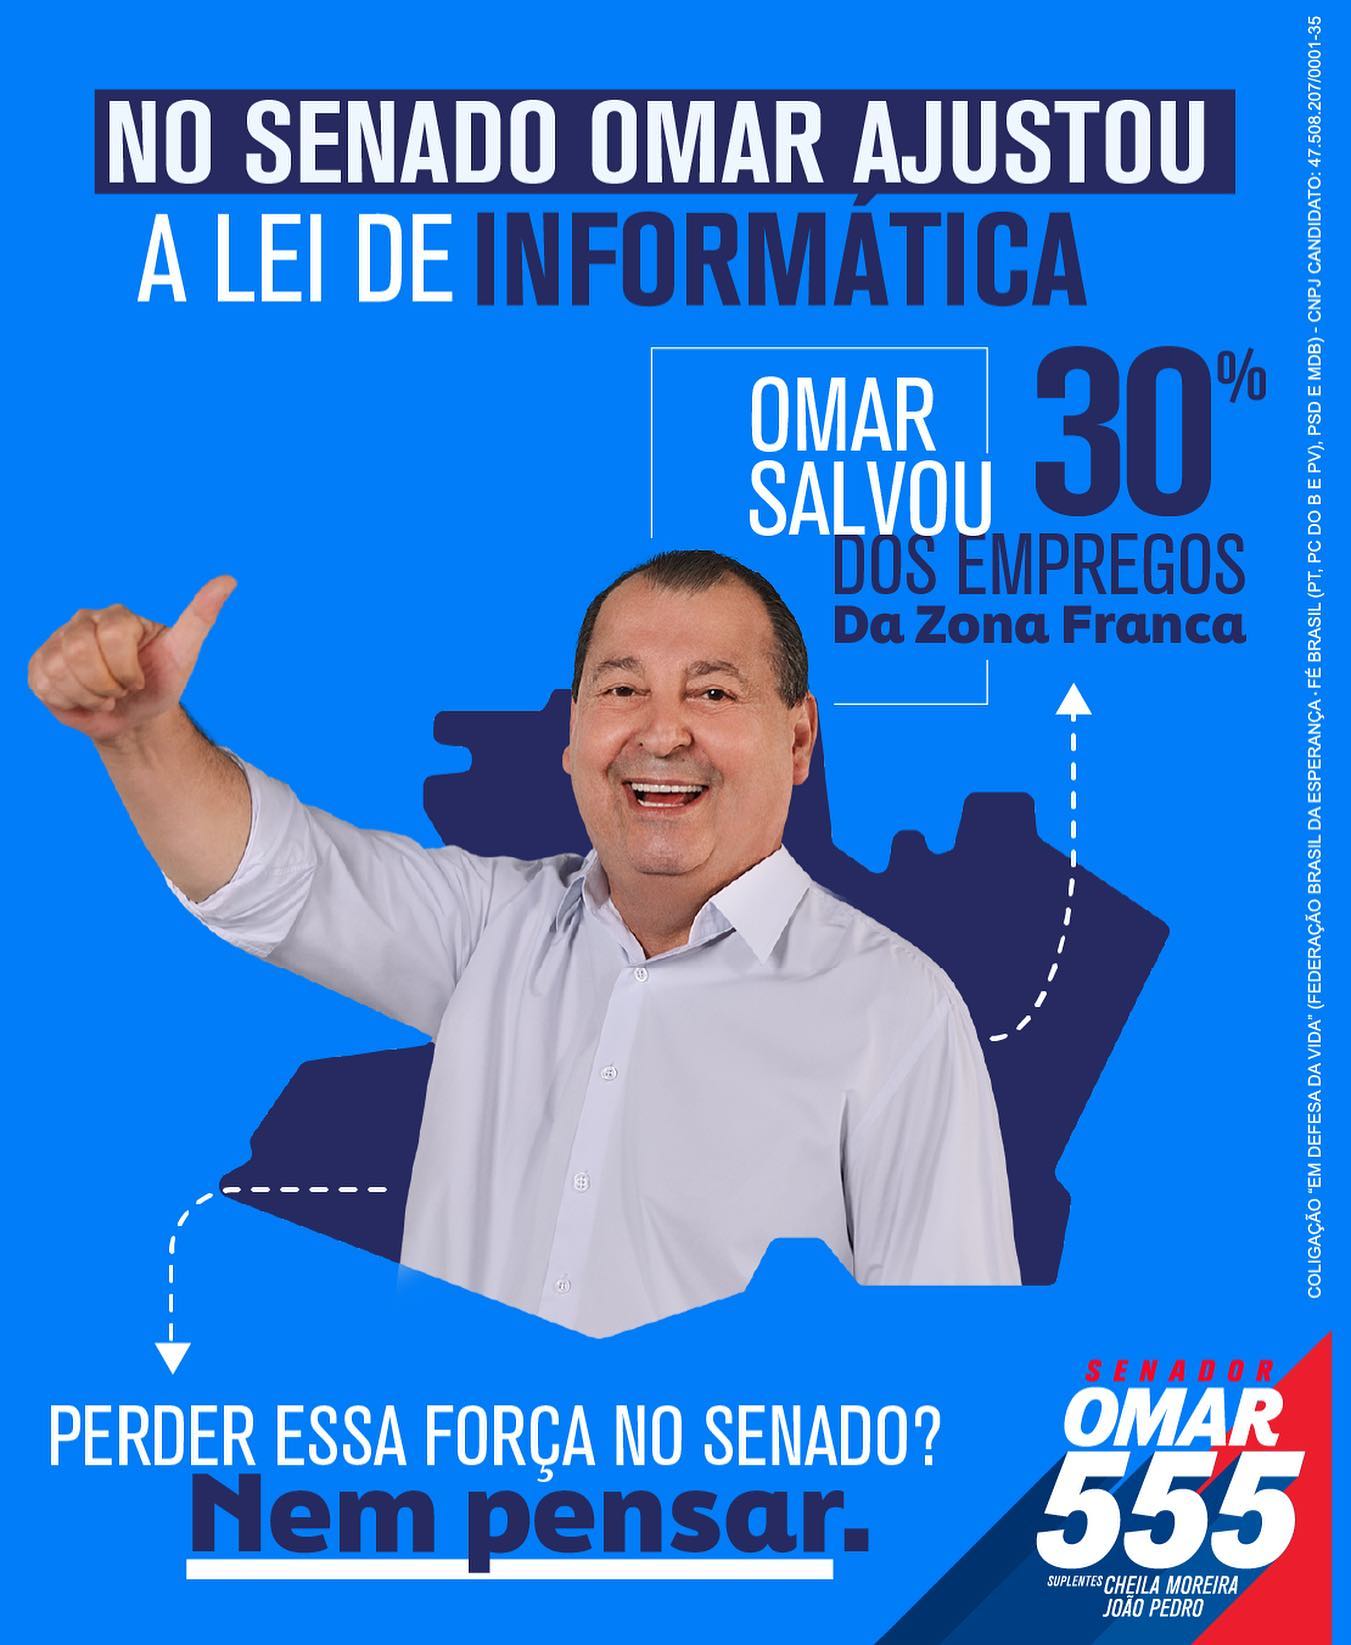 NO SENADO OMAR AJUSTOU
A LEI DE INFORMÁTICA
OMAR
SALVOU
30%
DOS EMPREGOS
Da Zona Franca
PERDER ESSA FORÇA NO SENADO?
Nem pensar.
SENADOR
OMAR
555
SUPLENTES CHEILA MOREIRA
JOÃO PEDRO
COLIGAÇÃO "EM DEFESA DA VIDA" (FEDERAÇÃO BRASIL DA ESPERANÇA - FÉ BRASIL (PT, PC DO B E PV), PSD E MDB) - CNPJ CANDIDATO: 47.508.207/0001-35